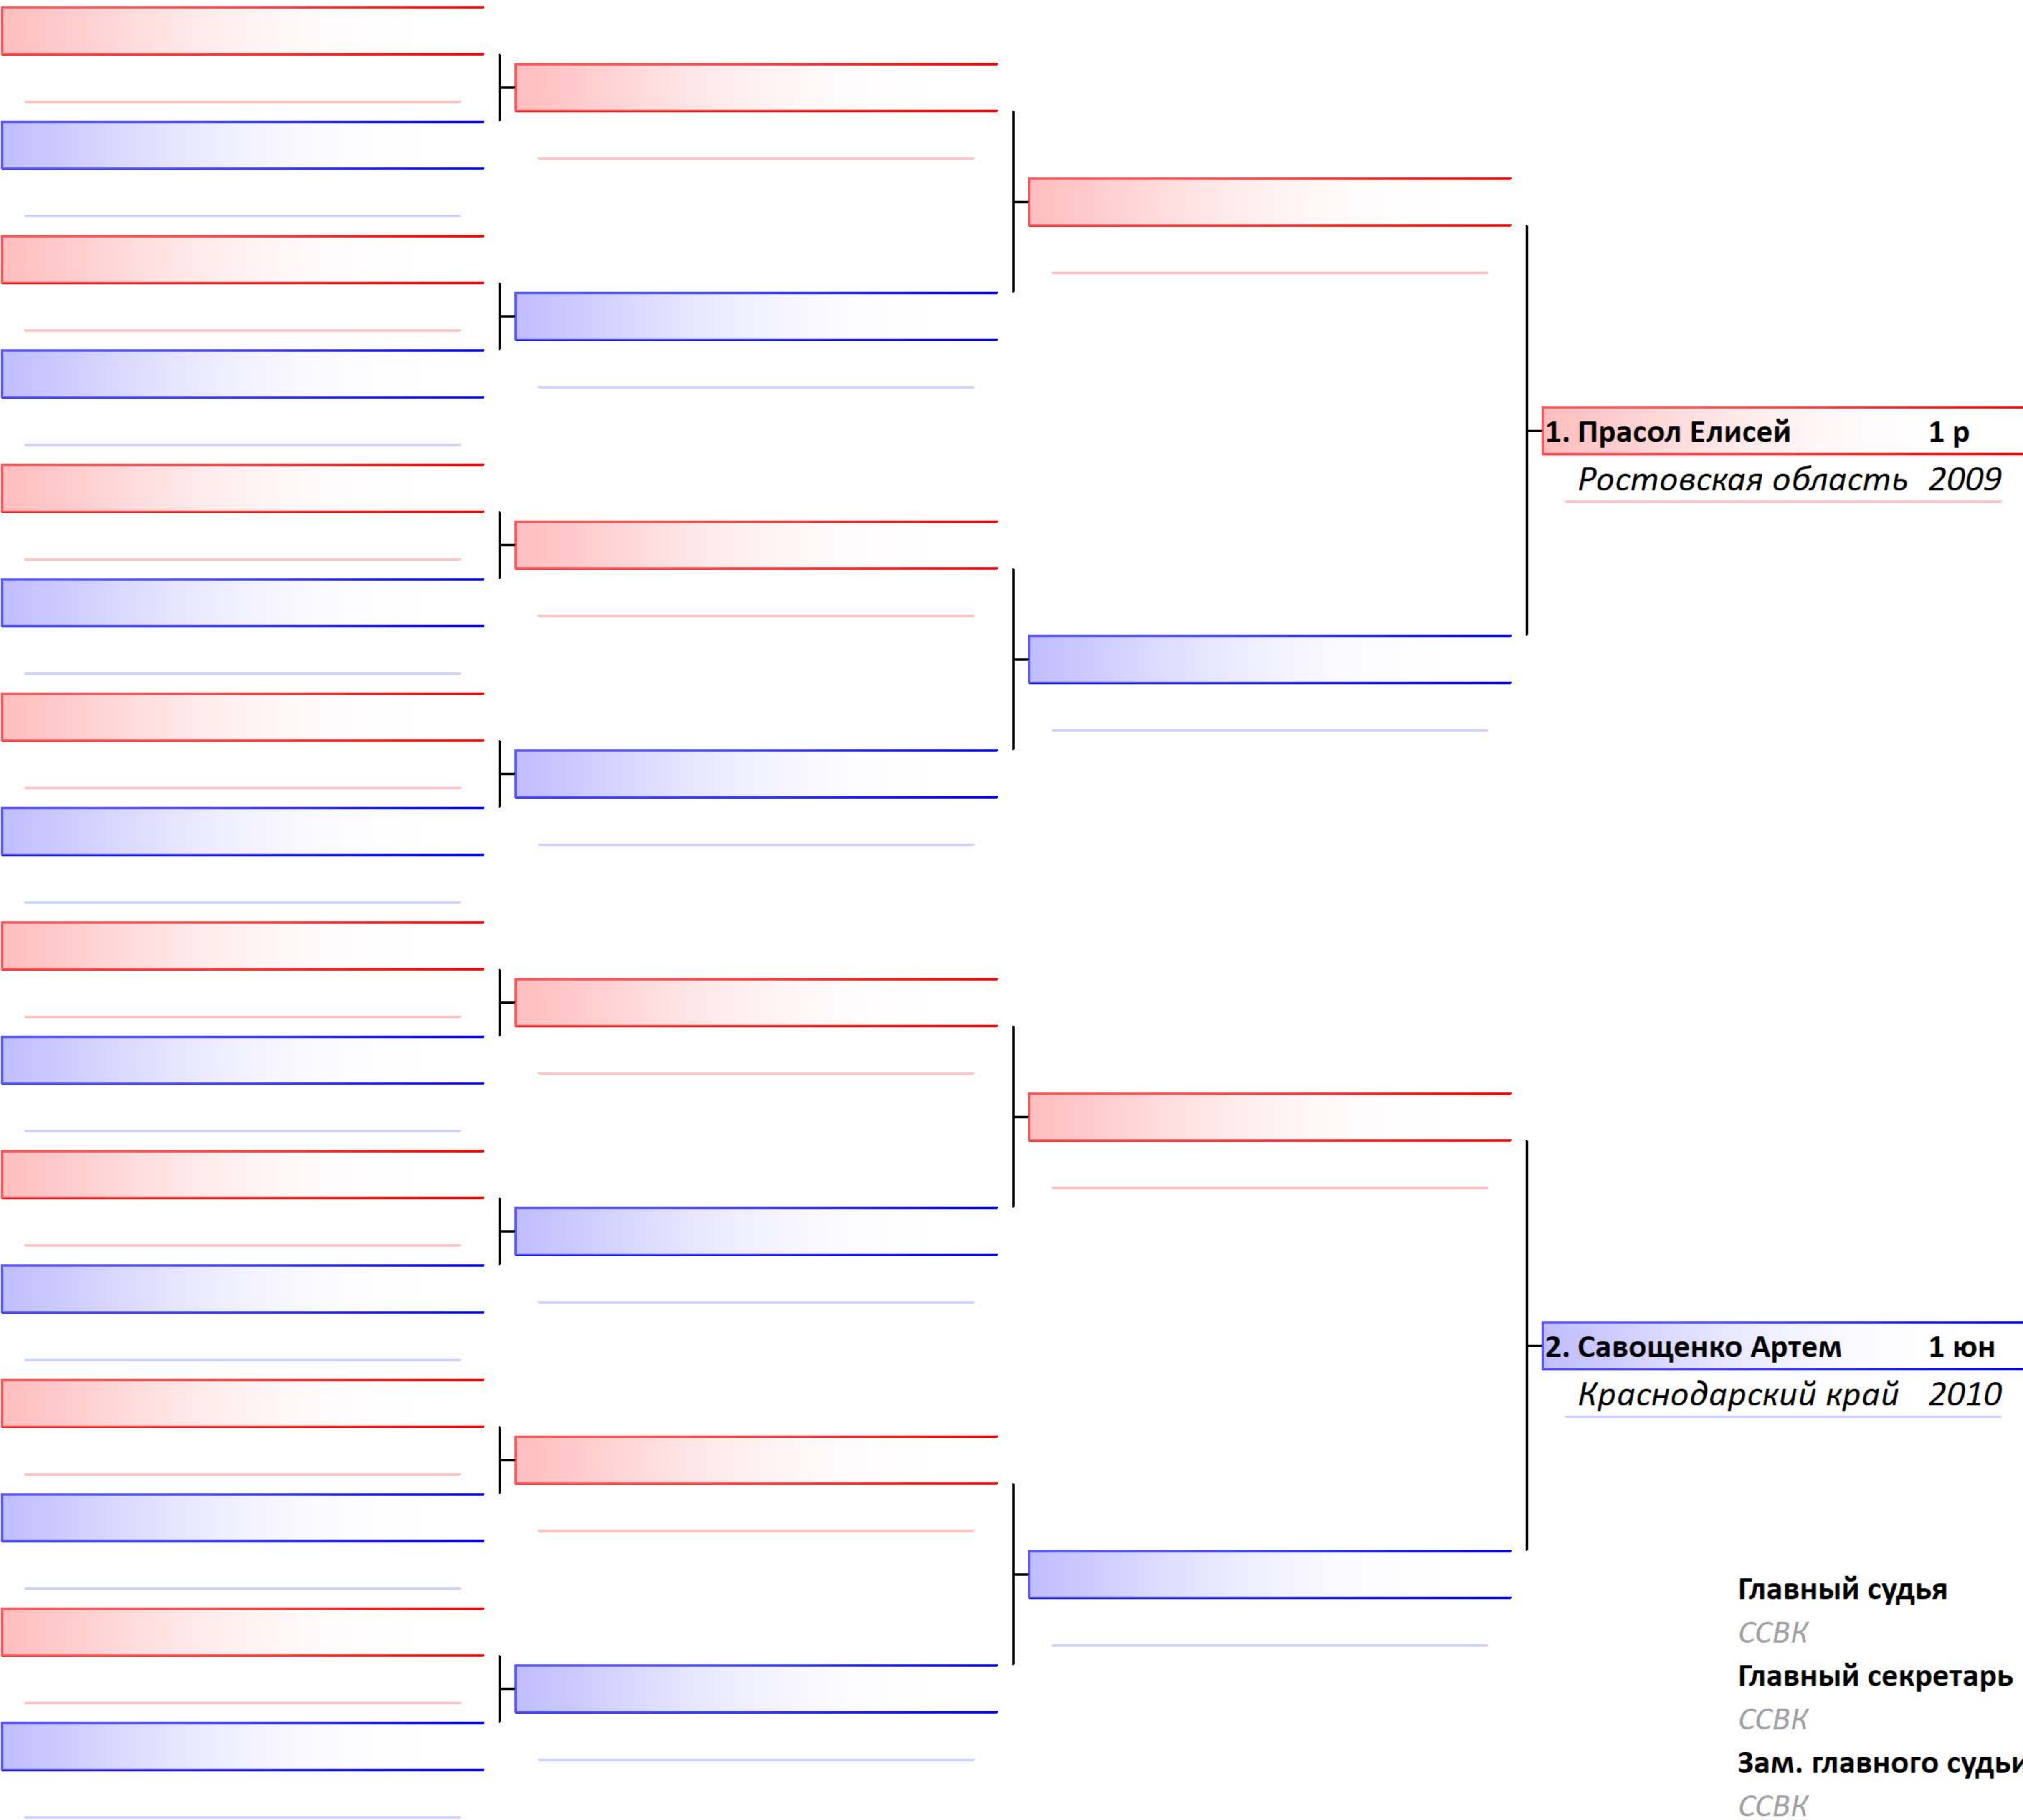 1. Прасол Елисей 1 р
Ростовская область 2009
2. Савощенко Артем 1 юн
Краснодарский край 2010
Главный судья
ССВК
Главный секретарь
ССВК
Зам. главного судьи
ССВК